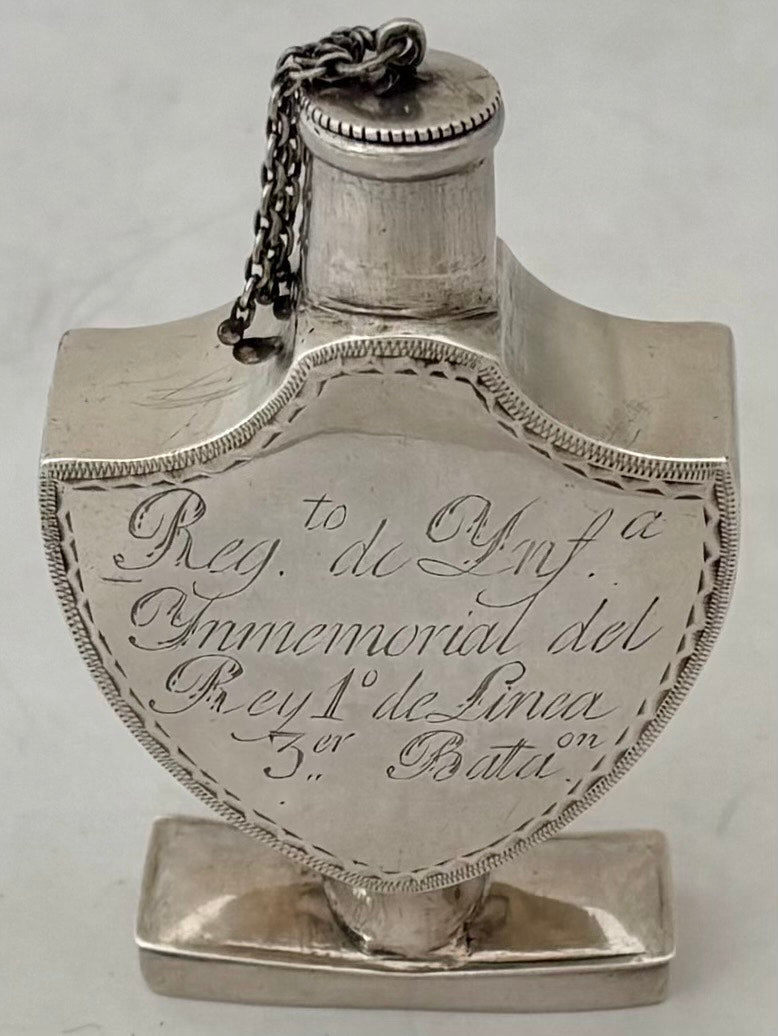 Reg.to de Ynf.a
Ynmemorial del
Rey 1º de Linea
3.er Bata.on